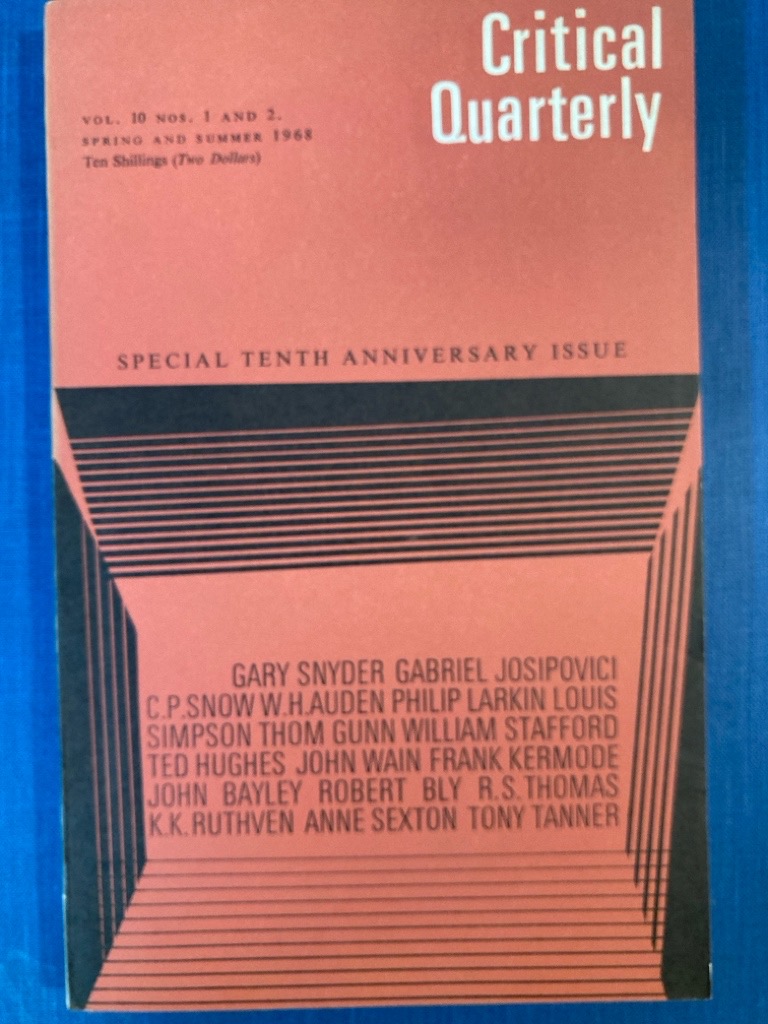 Critical
Quarterly
VOL. 10 NOS. 1 AND 2.
SPRING AND SUMMER 1968
Ten Shillings (Two Dollars)
SPECIAL TENTH ANNIVERSARY ISSUE
GARY SNYDER GABRIEL JOSIPOVICI
C.P.SNOW W.H.AUDEN PHILIP LARKIN LOUIS
SIMPSON THOM GUNN WILLIAM STAFFORD
TED HUGHES JOHN WAIN FRANK KERMODE
JOHN BAYLEY ROBERT BLY R.S.THOMAS
K.K.RUTHVEN ANNE SEXTON TONY TANNER